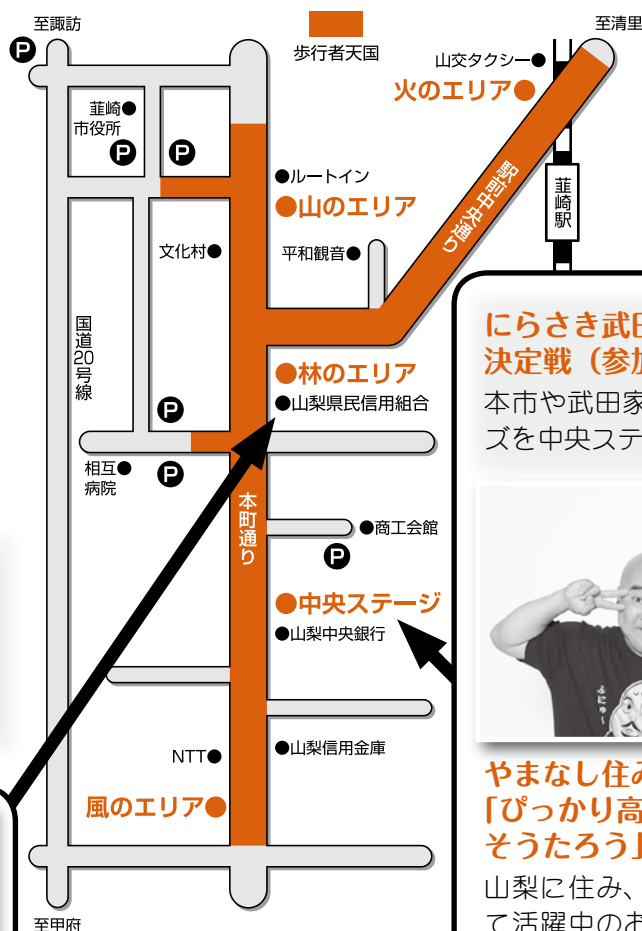 至諏訪
至清里
P
歩行者天国
山交タクシー●
火のエリア●
韮崎●
市役所
P
P
●ルートイン
●山のエリア
駅前中央通り
韮崎駅
文化村●
平和観音●
国道20号線
●林のエリア
●山梨県民信用組合
P
相互●
病院
P
本町通り
●商工会館
P
●中央ステージ
●山梨中央銀行
NTT●
●山梨信用金庫
風のエリア●
至甲府
にらさき武田
決定戦（参加
本市や武田家
ズを中央ステ
ふにゅ〜
やまなし住み
「ぴっかり高
そうたろう」
山梨に住み、
て活躍中のお